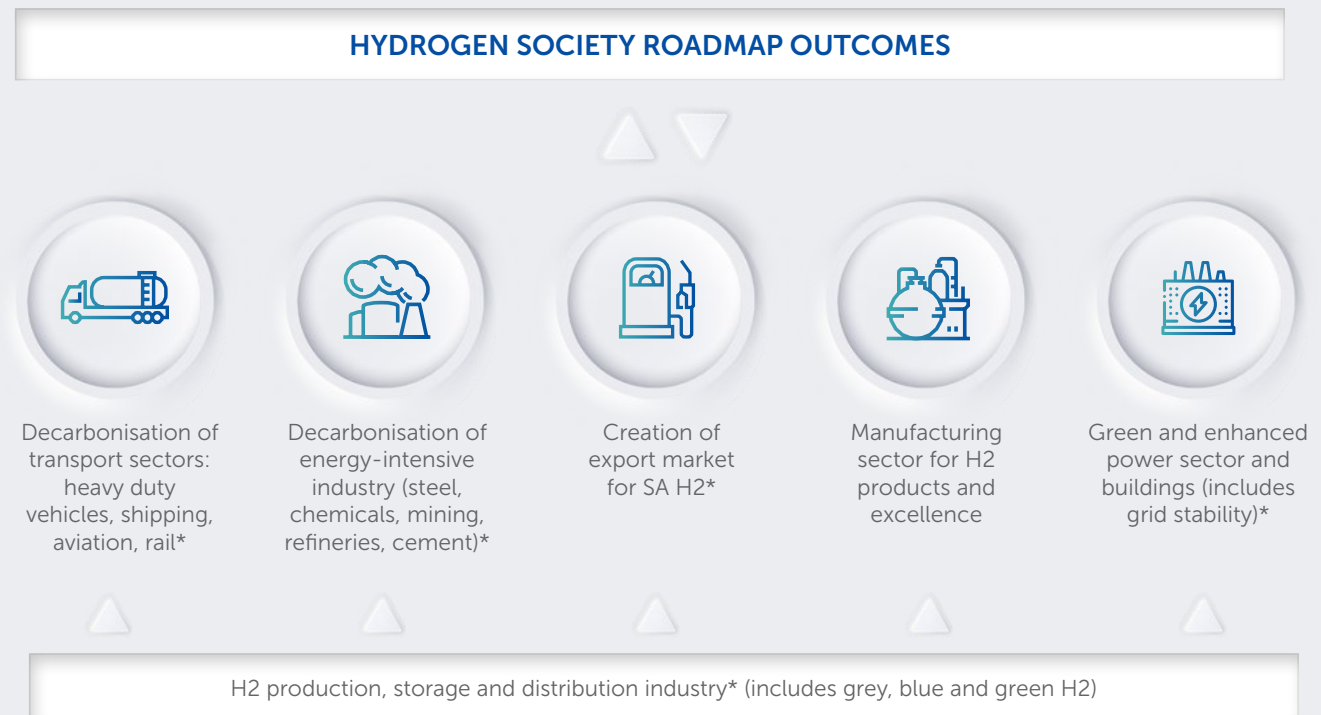 HYDROGEN SOCIETY ROADMAP OUTCOMES
Decarbonisation of
transport sectors:
heavy duty
vehicles, shipping,
aviation, rail*
Decarbonisation of
energy-intensive
industry (steel,
chemicals, mining,
refineries, cement)*
Creation of
export market
for SA H2*
Manufacturing
sector for H2
products and
excellence
Green and enhanced
power sector and
buildings (includes
grid stability)*
H2 production, storage and distribution industry* (includes grey, blue and green H2)